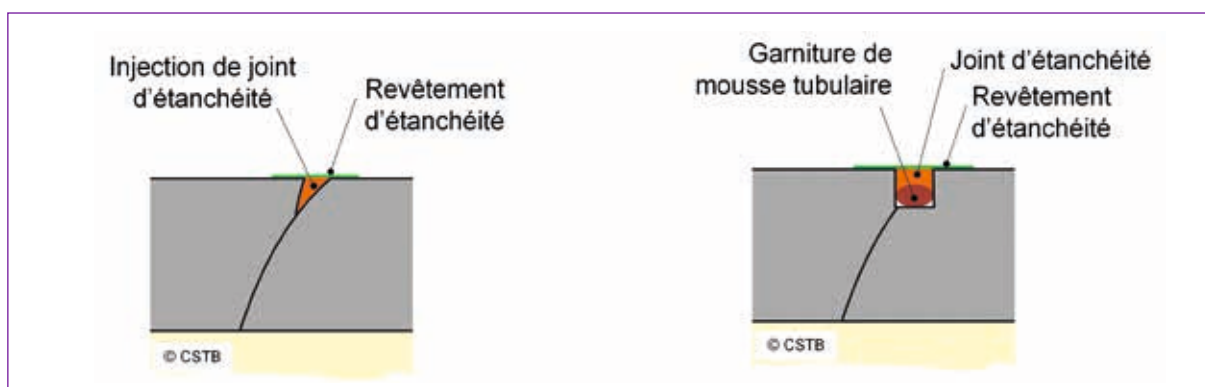 Injection de joint
d'étanchéité
Revêtement
d'étanchéité
© CSTB
Garniture de
mousse tubulaire
Joint d'étanchéité
Revêtement
d'étanchéité
© CSTB